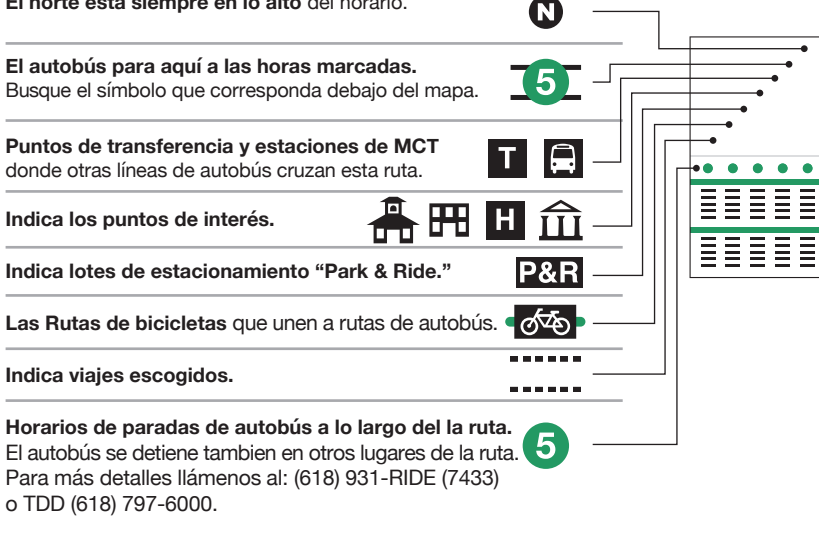 El norte está siempre en lo alto del horario.
N
El autobús para aquí a las horas marcadas.
Busque el símbolo que corresponda debajo del mapa.
5
Puntos de transferencia y estaciones de MCT
donde otras líneas de autobús cruzan esta ruta.
T
Indica los puntos de interés.
H
Indica lotes de estacionamiento “Park & Ride.”
P&R
Las Rutas de bicicletas que unen a rutas de autobús.
Indica viajes escogidos.
Horarios de paradas de autobús a lo largo del la ruta.
El autobús se detiene tambien en otros lugares de la ruta.
Para más detalles llámenos al: (618) 931-RIDE (7433)
o TDD (618) 797-6000.
5